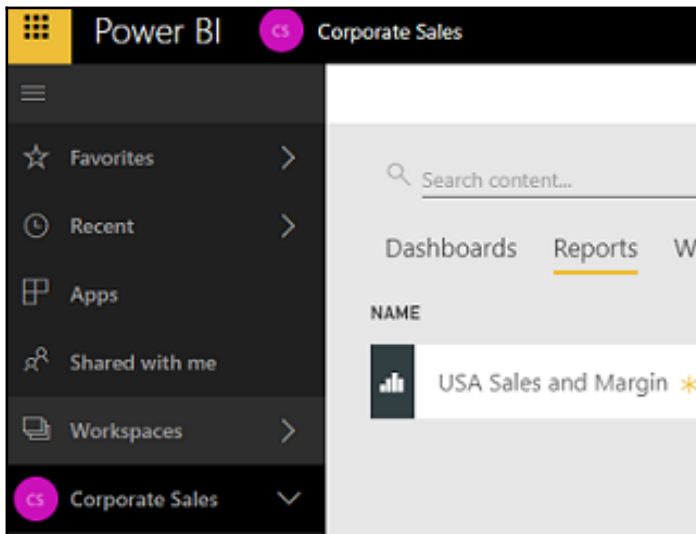 Power BI CS Corporate Sales
Favorites
Recent
Apps
Shared with me
Workspaces
CS Corporate Sales
Search content...
Dashboards Reports W
NAME
USA Sales and Margin